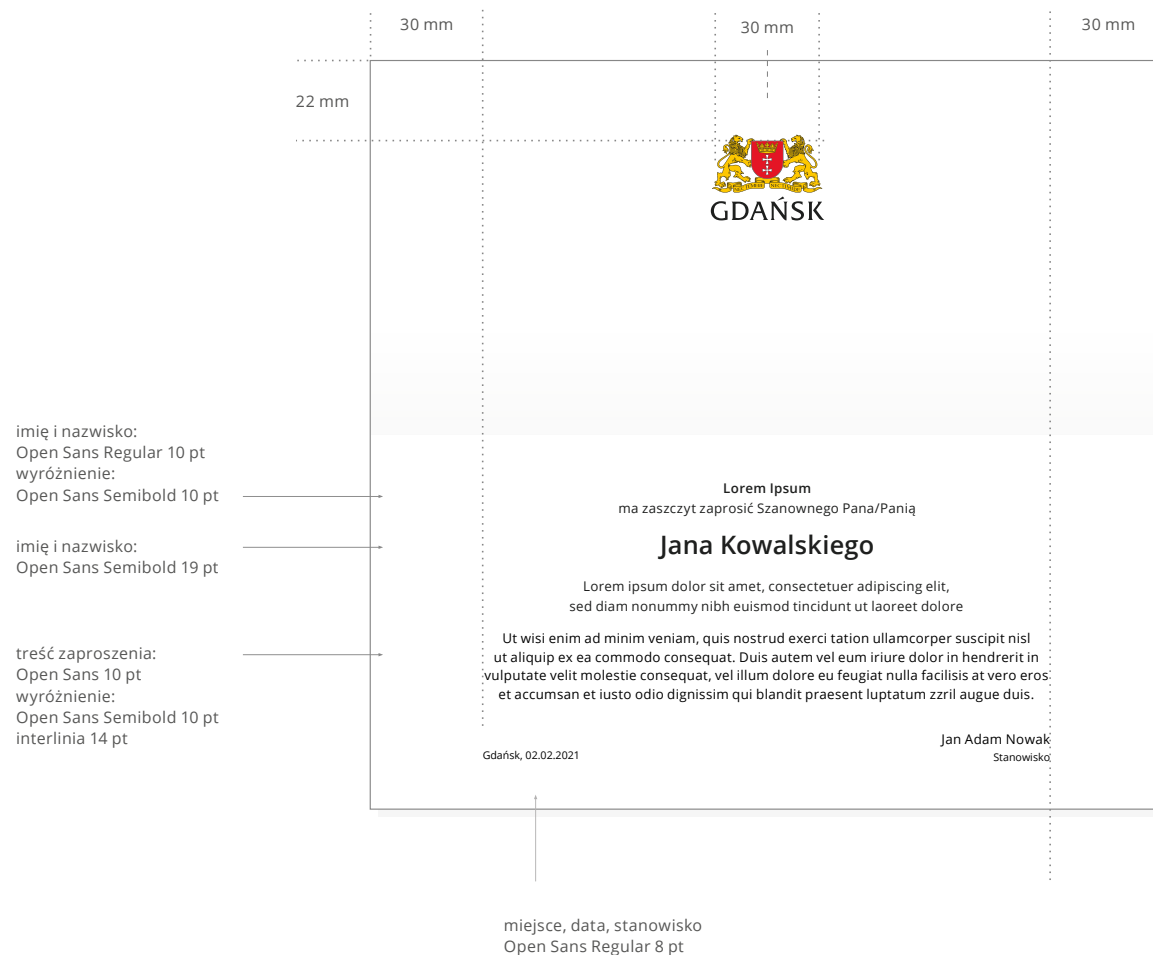 30 mm
30 mm
30 mm
22 mm
GDAŃSK
imię i nazwisko:
Open Sans Regular 10 pt
wyróżnienie:
Open Sans Semibold 10 pt
imię i nazwisko:
Open Sans Semibold 19 pt
treść zaproszenia:
Open Sans 10 pt
wyróżnienie:
Open Sans Semibold 10 pt
interlinia 14 pt
Lorem Ipsum
ma zaszczyt zaprosić Szanownego Pana/Panią
Jana Kowalskiego
Lorem ipsum dolor sit amet, consectetuer adipiscing elit,
sed diam nonummy nibh euismod tincidunt ut laoreet dolore
Ut wisi enim ad minim veniam, quis nostrud exerci tation ullamcorper suscipit nisl
ut aliquip ex ea commodo consequat. Duis autem vel eum iriure dolor in hendrerit in
vulputate velit molestie consequat, vel illum dolore eu feugiat nulla facilisis at vero eros
et accumsan et iusto odio dignissim qui blandit praesent luptatum zzril augue duis.
Jan Adam Nowak
Stanowisko
Gdańsk, 02.02.2021
miejsce, data, stanowisko
Open Sans Regular 8 pt